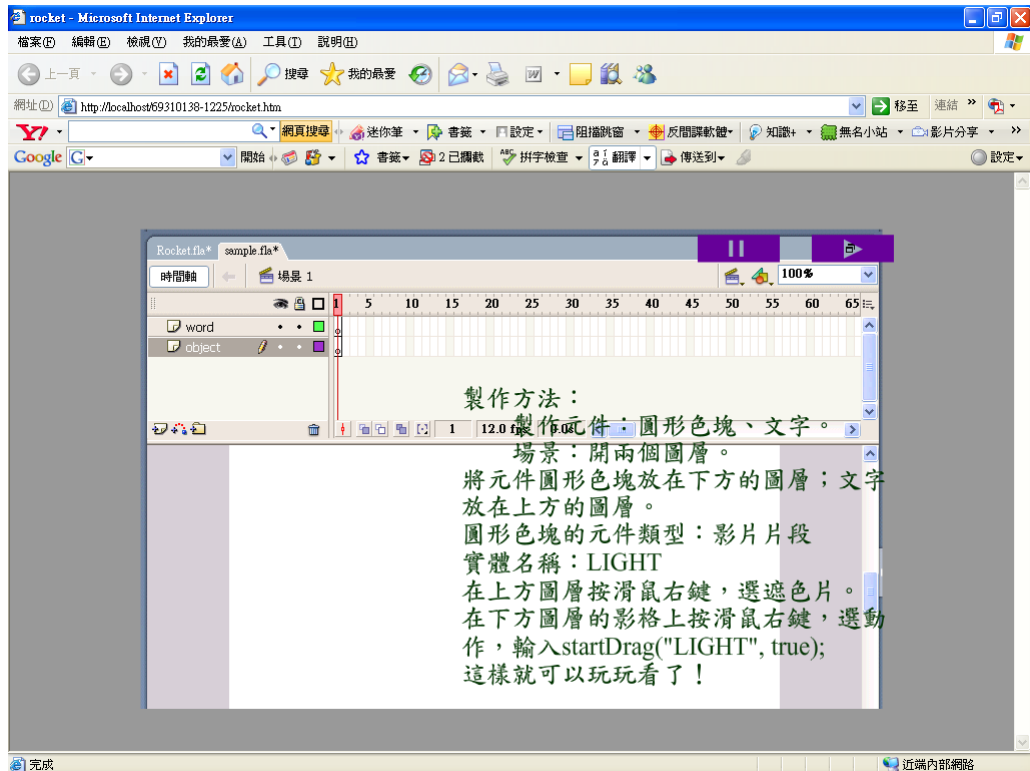 rocket - Microsoft Internet Explorer
檔案(F) 編輯(E) 檢視(V) 我的最愛(A) 工具(T) 說明(H)
上一頁 搜尋 我的最愛
網址(D) http://localhost/69310138-1225/rocket.htm 移至 連結 »
Y7 網頁搜尋 迷你筆 書籤 設定 阻擋跳窗 反間諜軟體 知識+ 無名小站 影片分享 »
Google G 開始 書籤 2 已攔截 拼字檢查 翻譯 傳送到 設定
Rocket.fla* sample.fla*
時間軸 場景 1 100%
1 5 10 15 20 25 30 35 40 45 50 55 60 65
word
object
製作方法：
製作元件：圓形色塊、文字。
1 12.0 fps 0.0s
場景：開兩個圖層。
將元件圓形色塊放在下方的圖層；文字
放在上方的圖層。
圓形色塊的元件類型：影片片段
實體名稱：LIGHT
在上方圖層按滑鼠右鍵，選遮色片。
在下方圖層的影格上按滑鼠右鍵，選動
作，輸入startDrag("LIGHT", true);
這樣就可以玩玩看了！
完成 近端內部網路